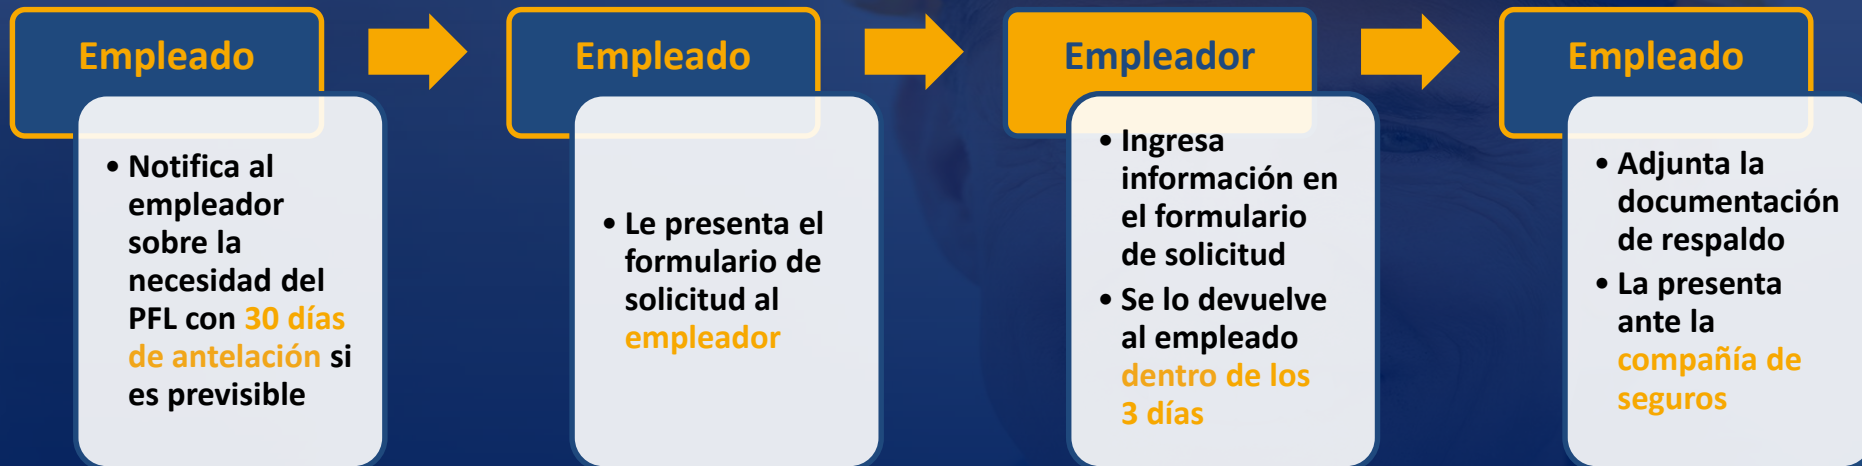 Empleado
• Notifica al
empleador
sobre la
necesidad del
PFL con 30 días
de antelación si
es previsible
Empleado
• Le presenta el
formulario de
solicitud al
empleador
Empleador
• Ingresa
información en
el formulario
de solicitud
• Se lo devuelve
al empleado
dentro de los
3 días
Empleado
• Adjunta la
documentación
de respaldo
• La presenta
ante la
compañía de
seguros